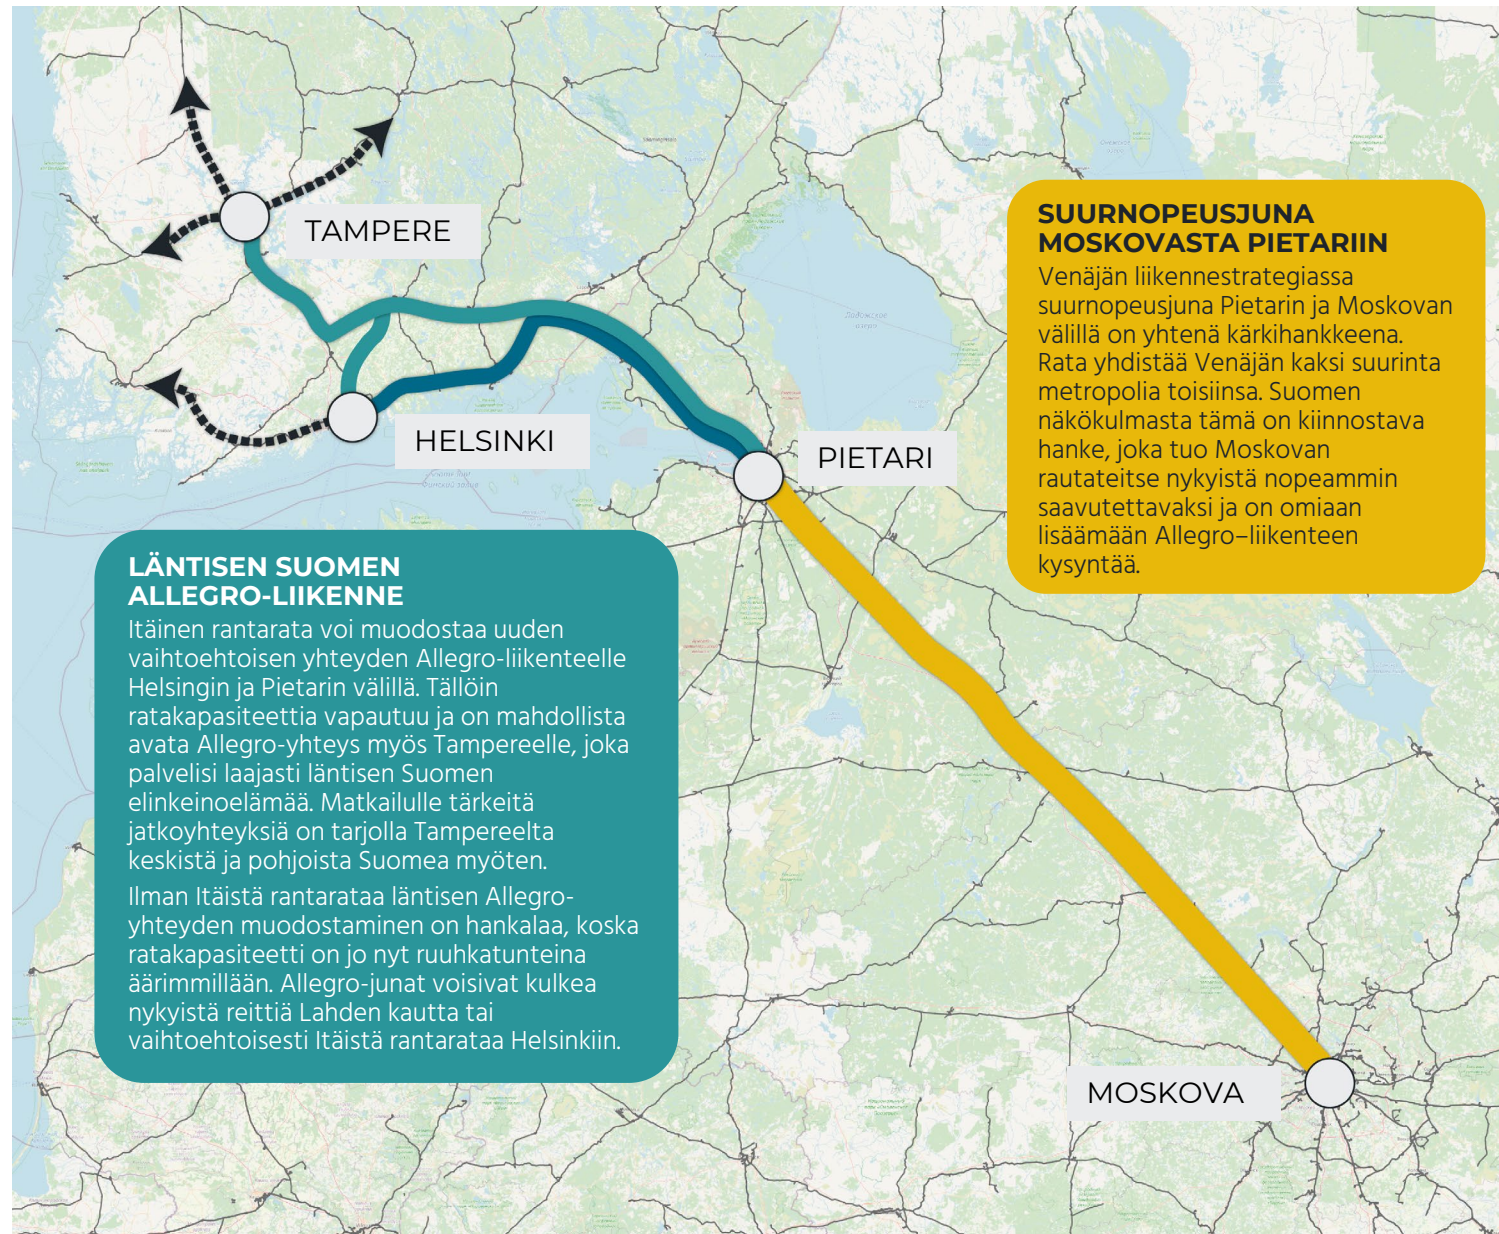 TAMPERE
HELSINKI
PIETARI
MOSKOVA
SUURNOPEUSJUNA
MOSKOVASTA PIETARIIN
Venäjän liikennestrategiassa
suurnopeusjuna Pietarin ja Moskovan
välillä on yhtenä kärkihankkeena.
Rata yhdistää Venäjän kaksi suurinta
metropolia toisiinsa. Suomen
näkökulmasta tämä on kiinnostava
hanke, joka tuo Moskovan
rautateitse nykyistä nopeammin
saavutettavaksi ja on omiaan
lisäämään Allegro–liikenteen
kysyntää.
LÄNTISEN SUOMEN
ALLEGRO-LIIKENNE
Itäinen rantarata voi muodostaa uuden
vaihtoehtoisen yhteyden Allegro-liikenteelle
Helsingin ja Pietarin välillä. Tällöin
ratakapasiteettia vapautuu ja on mahdollista
avata Allegro-yhteys myös Tampereelle, joka
palvelisi laajasti läntisen Suomen
elinkeinoelämää. Matkailulle tärkeitä
jatkoyhteyksiä on tarjolla Tampereelta
keskistä ja pohjoista Suomea myöten.
Ilman Itäistä rantarataa läntisen Allegro-
yhteyden muodostaminen on hankalaa, koska
ratakapasiteetti on jo nyt ruuhkatunteina
äärimmillään. Allegro-junat voisivat kulkea
nykyistä reittiä Lahden kautta tai
vaihtoehtoisesti Itäistä rantarataa Helsinkiin.
Ладожское
озеро
Финский залив